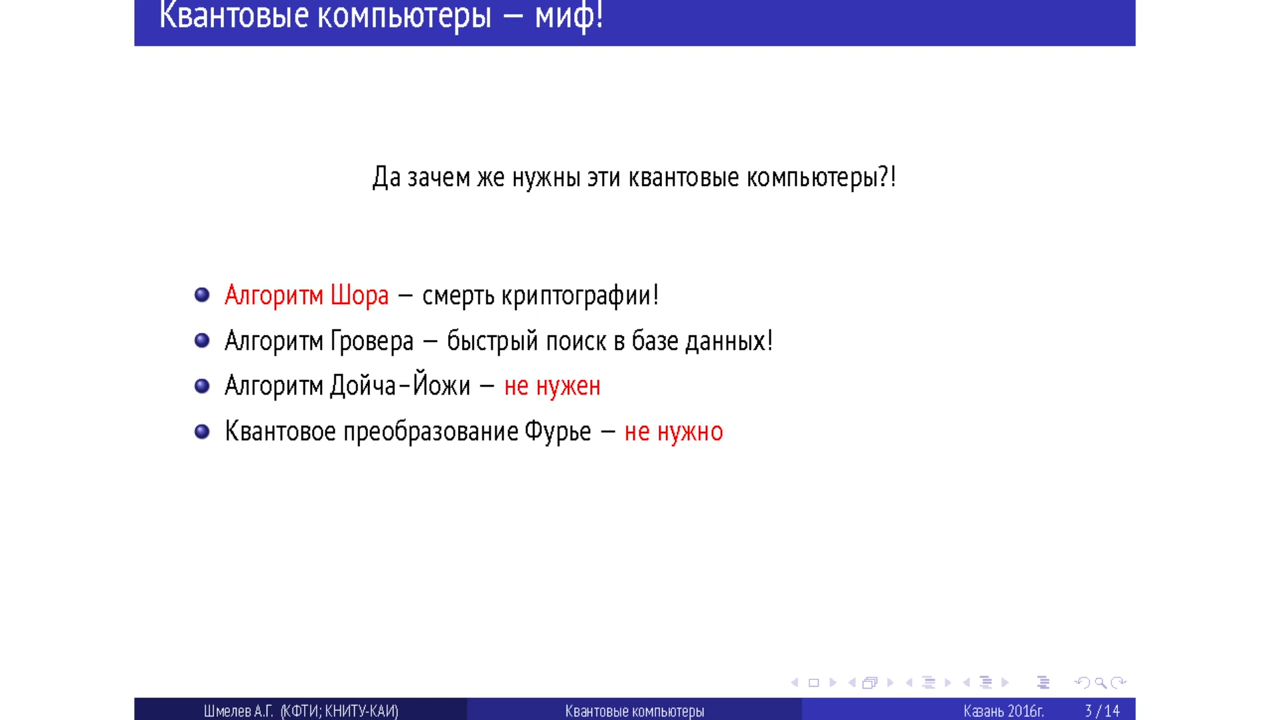 Квантовые компьютеры — миф!
Да зачем же нужны эти квантовые компьютеры?!
Алгоритм Шора — смерть криптографии!
Алгоритм Гровера — быстрый поиск в базе данных!
Алгоритм Дойча-Йожи — не нужен
Квантовое преобразование Фурье — не нужно
Шмелев А.Г. (КФТИ; КНИТУ-КАИ) Квантовые компьютеры Казань 2016г. 3 / 14